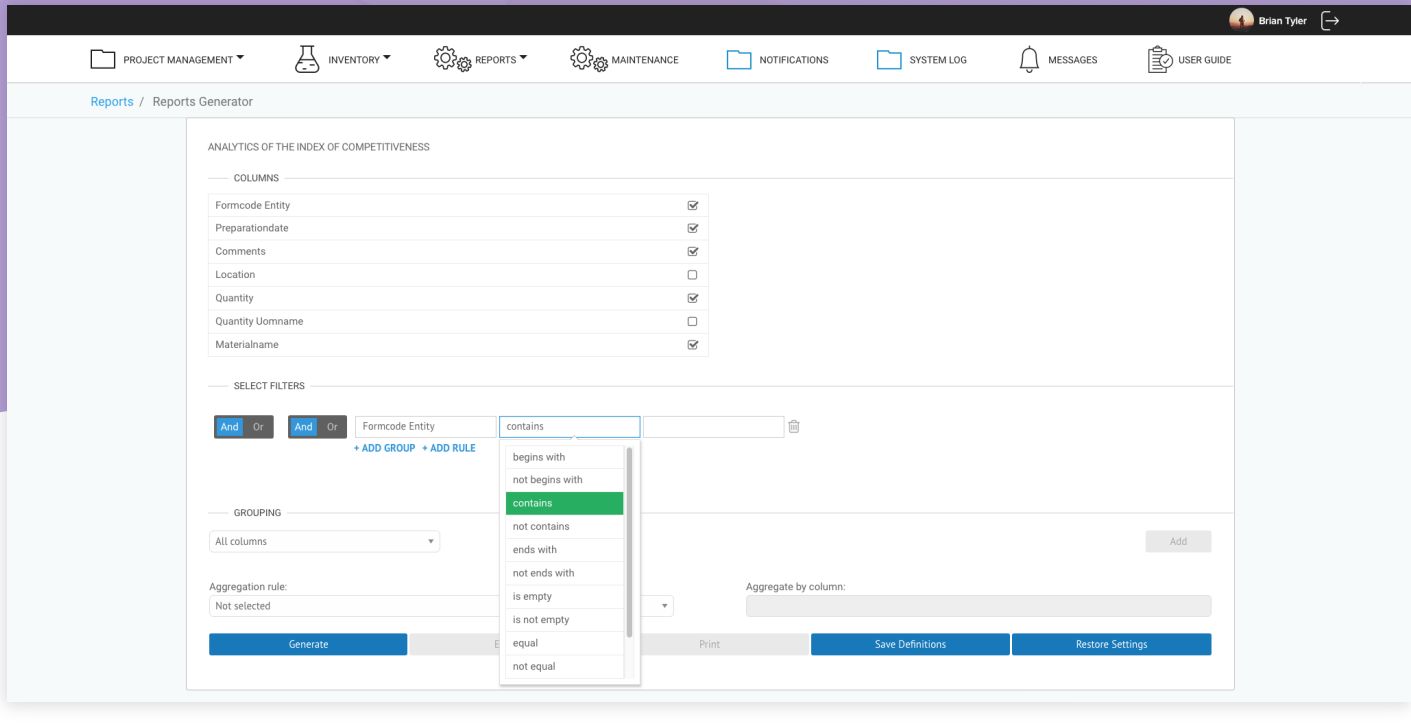 Brian Tyler
PROJECT MANAGEMENT INVENTORY REPORTS MAINTENANCE NOTIFICATIONS SYSTEM LOG MESSAGES USER GUIDE
Reports / Reports Generator
ANALYTICS OF THE INDEX OF COMPETITIVENESS
COLUMNS
Formcode Entity
Preparationdate
Comments
Location
Quantity
Quantity Uomname
Materialname
SELECT FILTERS
And Or And Or Formcode Entity contains
+ ADD GROUP + ADD RULE
begins with
not begins with
contains
not contains
ends with
not ends with
is empty
is not empty
equal
not equal
GROUPING
All columns Add
Aggregation rule: Aggregate by column:
Not selected
Generate Print Save Definitions Restore Settings